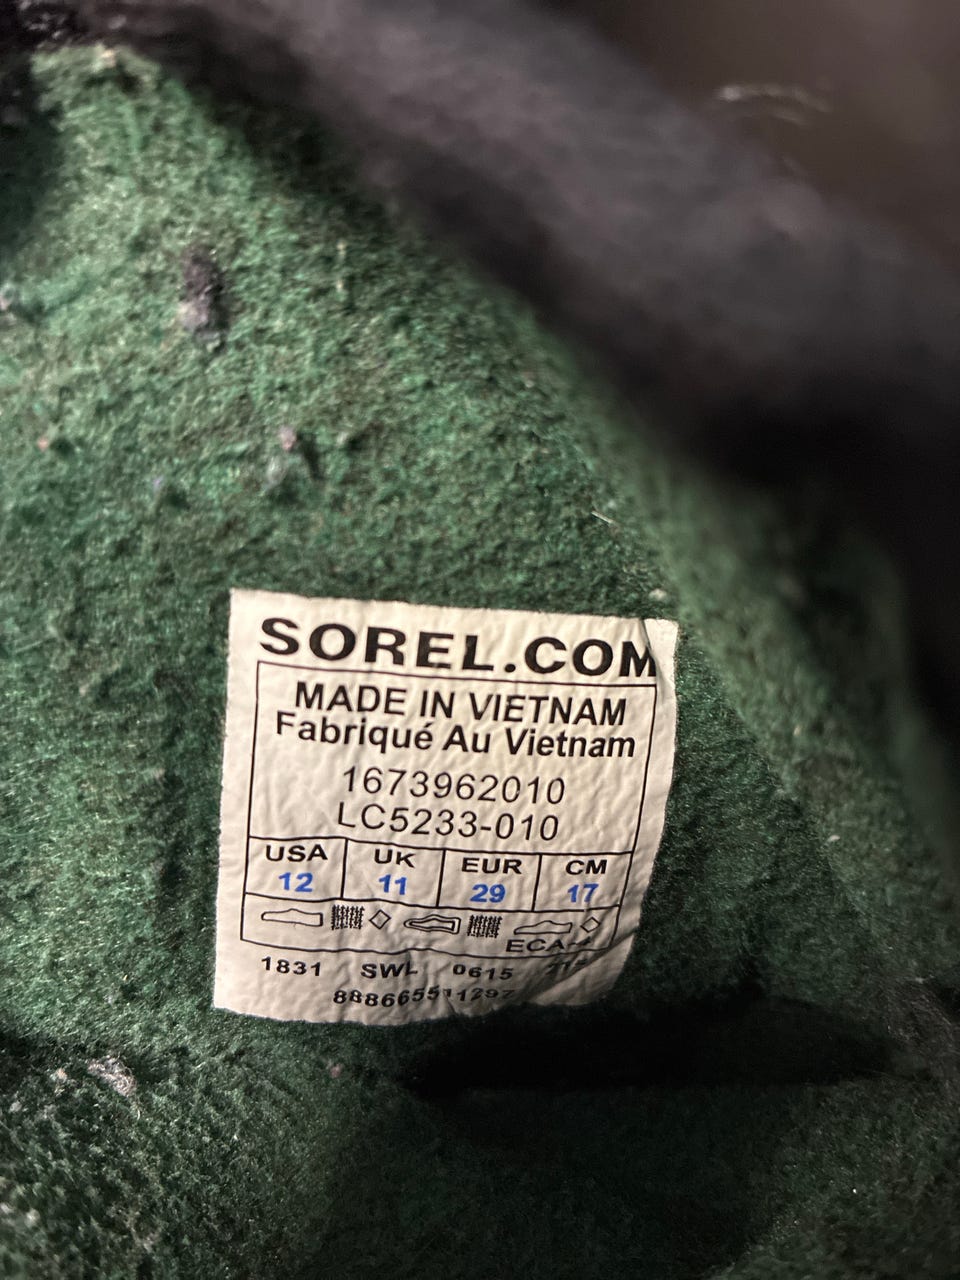 SOREL.COM
MADE IN VIETNAM
Fabriqué Au Vietnam
1673962010
LC5233-010
USA UK EUR CM
12 11 29 17
1831 SWL 0615
888665511297